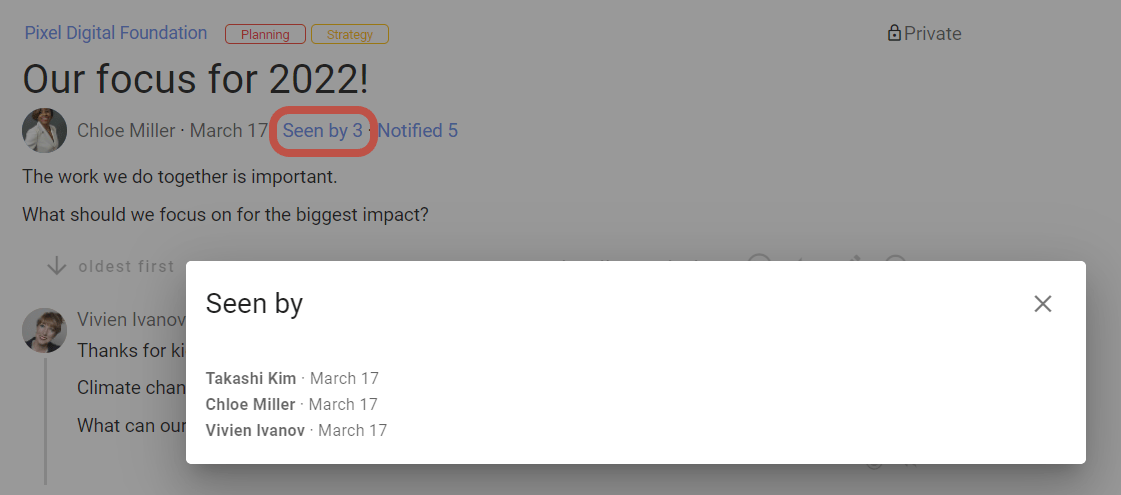 Pixel Digital Foundation Planning Strategy Private
Our focus for 2022!
Chloe Miller · March 17 Seen by 3 · Notified 5
The work we do together is important.
What should we focus on for the biggest impact?
oldest first
Seen by
Vivien Ivanov
Thanks for ki
Climate chan
What can our
Takashi Kim · March 17
Chloe Miller · March 17
Vivien Ivanov · March 17